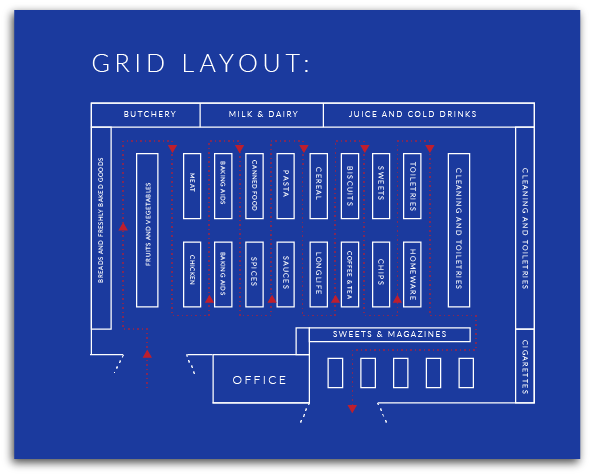 GRID LAYOUT:
BUTCHERY
MILK & DAIRY
JUICE AND COLD DRINKS
BREADS AND FRESHLY BAKED GOODS
FRUITS AND VEGETABLES
MEAT
BAKING AIDS
CANNED FOOD
PASTA
CEREAL
BISCUITS
SWEETS
TOILETRIES
CLEANING AND TOILETRIES
CLEANING AND TOILETRIES
CHICKEN
BAKING AIDS
SPICES
SAUCES
LONGLIFE
COFFEE & TEA
CHIPS
HOMEWARE
SWEETS & MAGAZINES
CIGARETTES
OFFICE